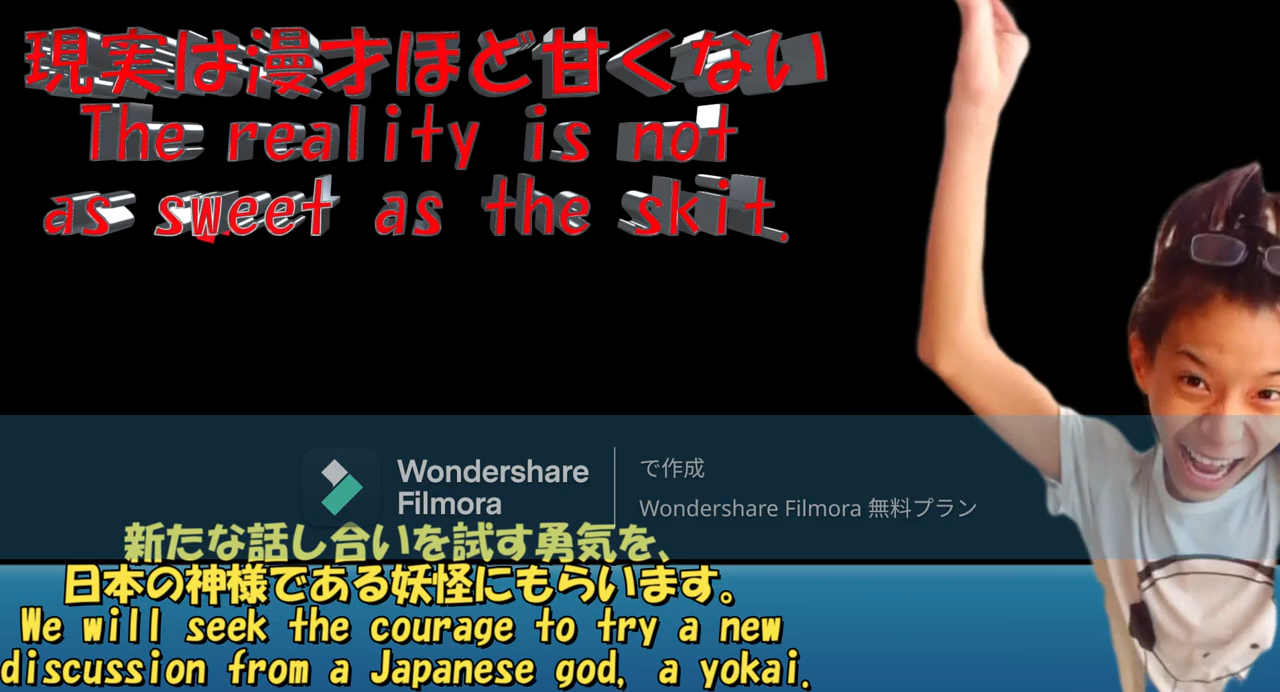 現実は漫才ほど甘くない
The reality is not
as sweet as the skit.
Wondershare
Filmora
で作成
Wondershare Filmora 無料プラン
新たな話し合いを試す勇気を、
日本の神様である妖怪にもらいます。
We will seek the courage to try a new
discussion from a Japanese god, a yokai.